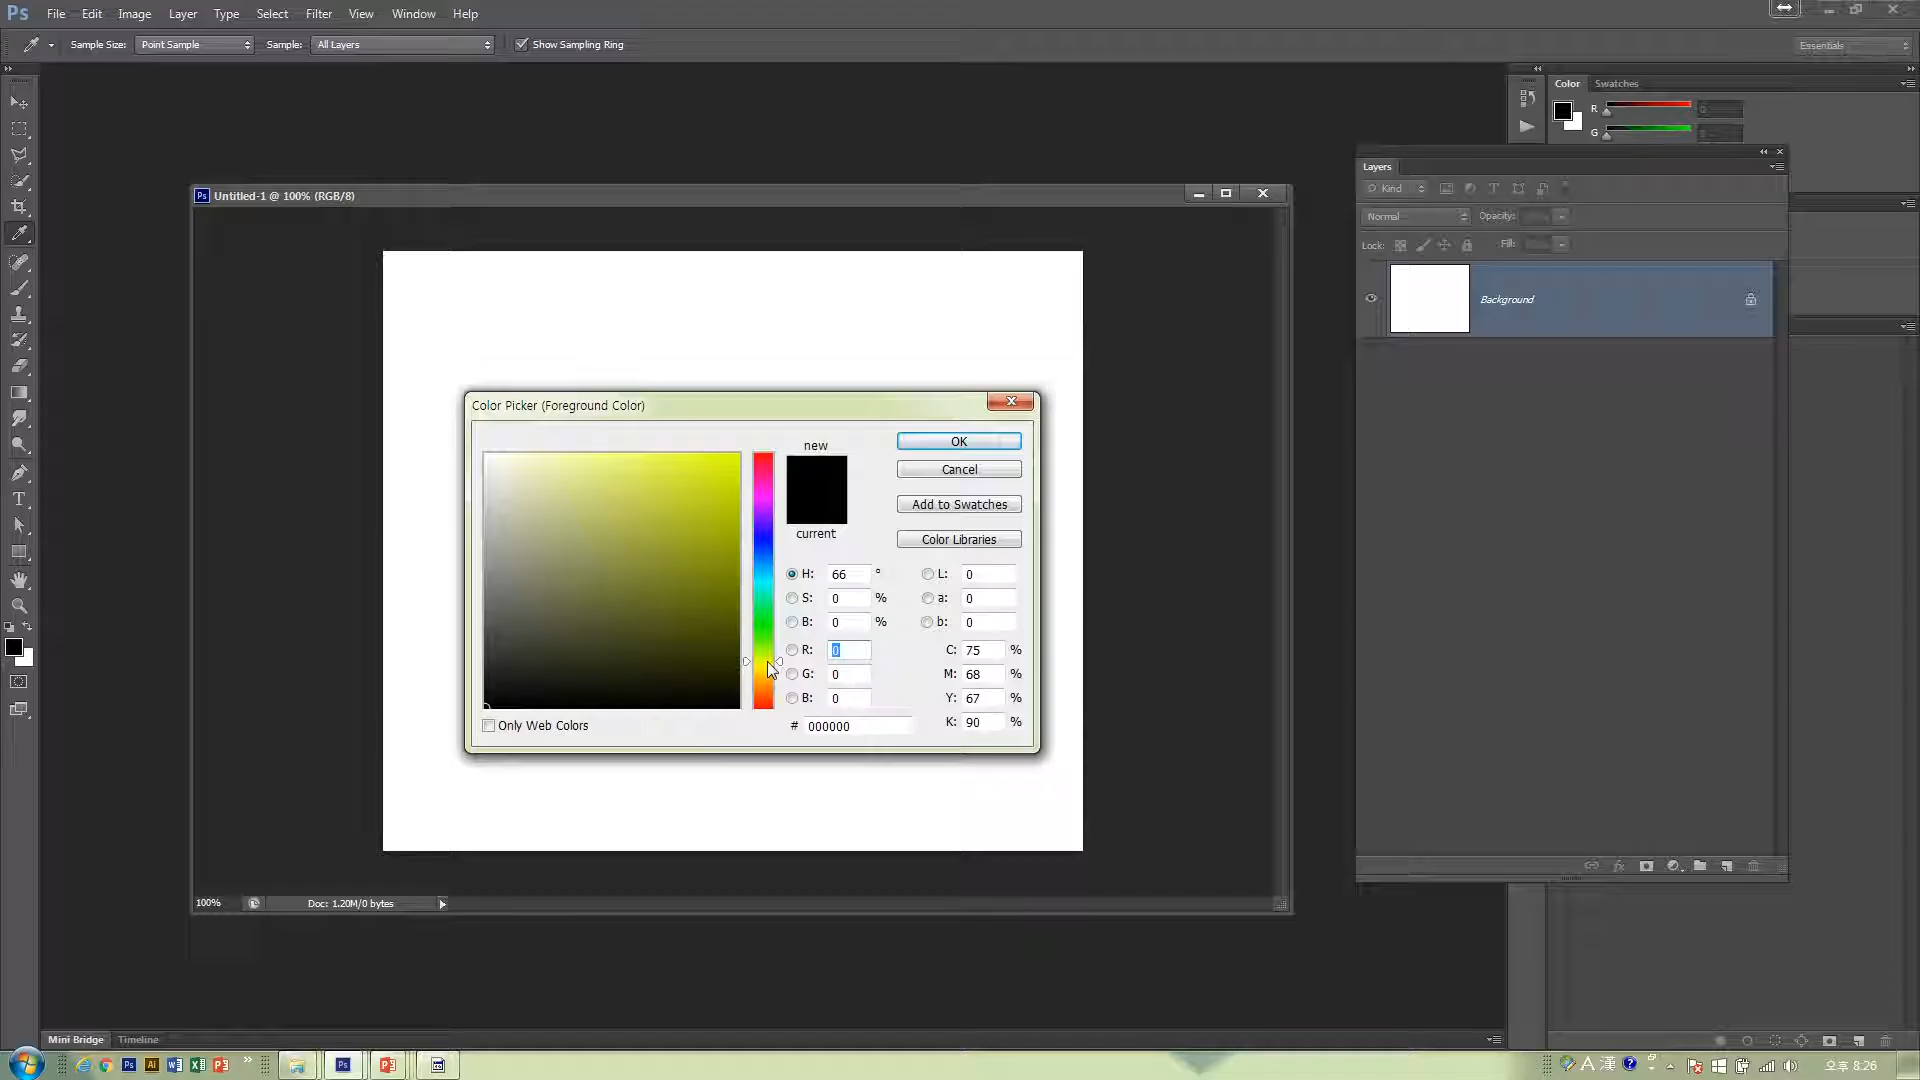 Ps File Edit Image Layer Type Select Filter View Window Help
Sample Size: Point Sample Sample: All Layers Show Sampling Ring Essentials
Color Swatches
R 0
G
Layers
Kind
Normal Opacity:
Lock: Fill:
Background
Ps Untitled-1 @ 100% (RGB/8)
Color Picker (Foreground Color)
new
current
OK
Cancel
Add to Swatches
Color Libraries
H: 66 ° L: 0
S: 0 % a: 0
B: 0 % b: 0
R: 0 C: 75 %
G: 0 M: 68 %
B: 0 Y: 67 %
# 000000 K: 90 %
Only Web Colors
100% Doc: 1.20M/0 bytes
Mini Bridge Timeline
A 漢 오후 8:26